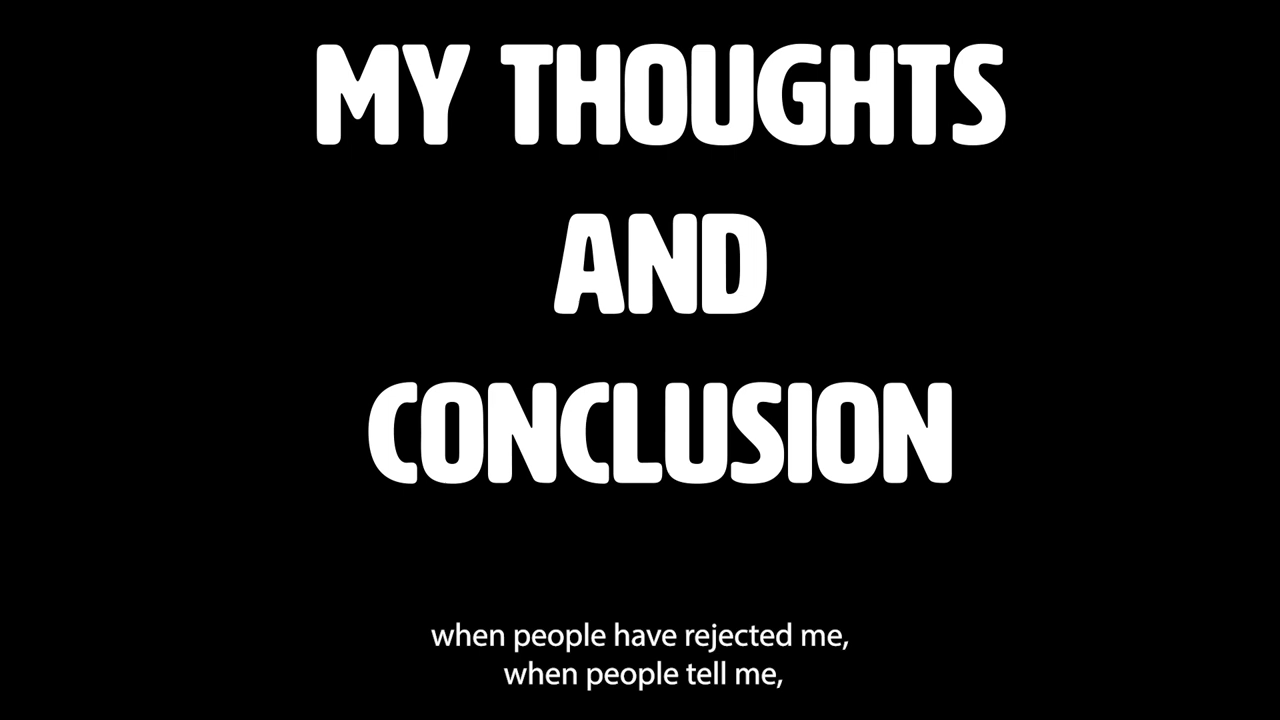 MY THOUGHTS
AND
CONCLUSION
when people have rejected me,
when people tell me,